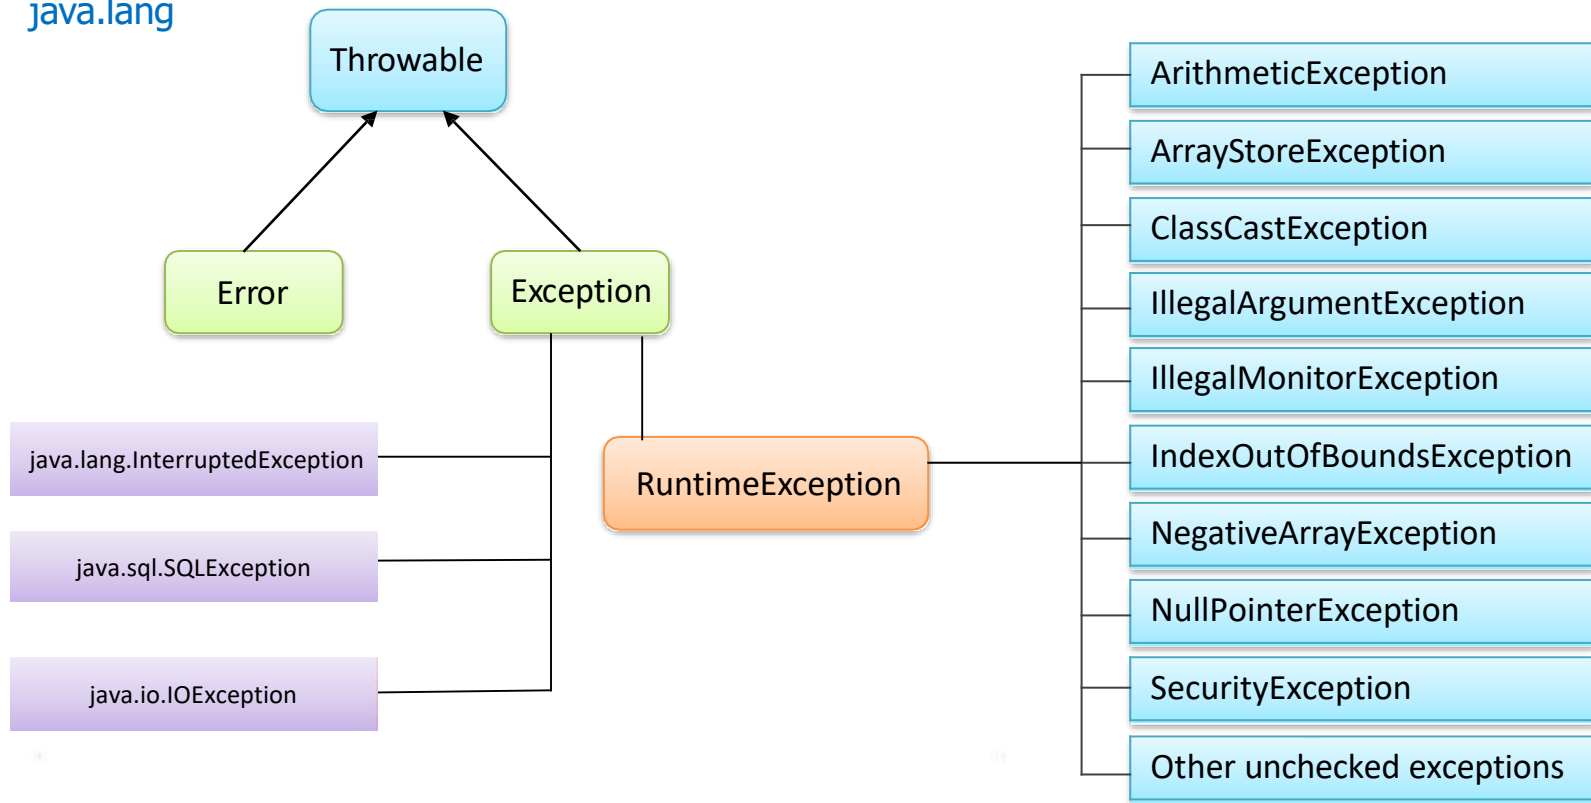 java.lang
Throwable
Error
Exception
java.lang.InterruptedException
java.sql.SQLException
java.io.IOException
RuntimeException
ArithmeticException
ArrayStoreException
ClassCastException
IllegalArgumentException
IllegalMonitorException
IndexOutOfBoundsException
NegativeArrayException
NullPointerException
SecurityException
Other unchecked exceptions